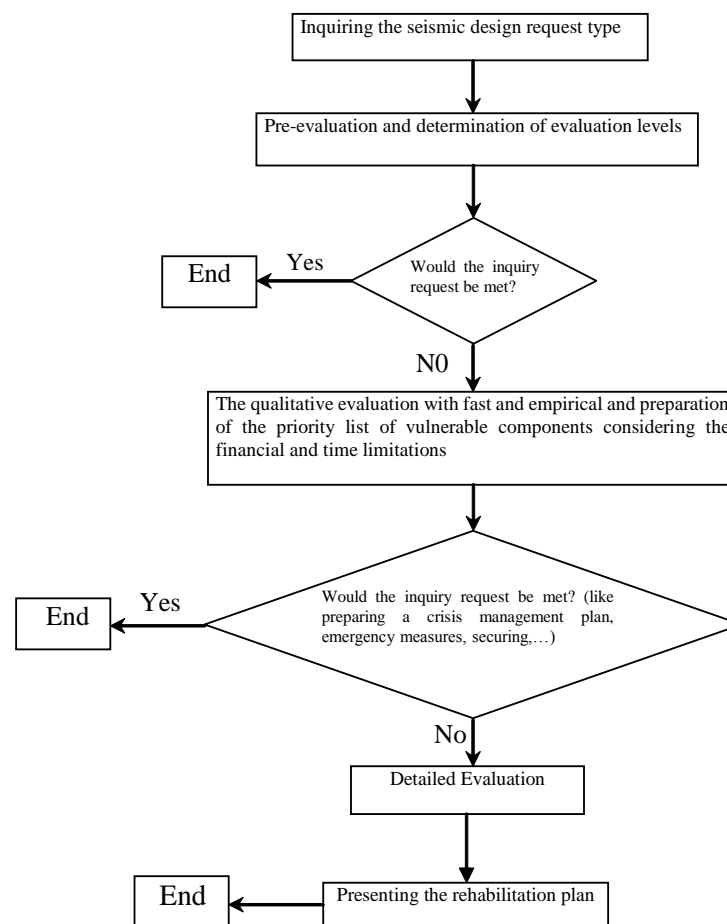 Inquiring the seismic design request type
Pre-evaluation and determination of evaluation levels
Would the inquiry
request be met?
Yes
End
N0
The qualitative evaluation with fast and empirical and preparation
of the priority list of vulnerable components considering the
financial and time limitations
Would the inquiry request be met? (like
preparing a crisis management plan,
emergency measures, securing,…)
Yes
End
No
Detailed Evaluation
Presenting the rehabilitation plan
End